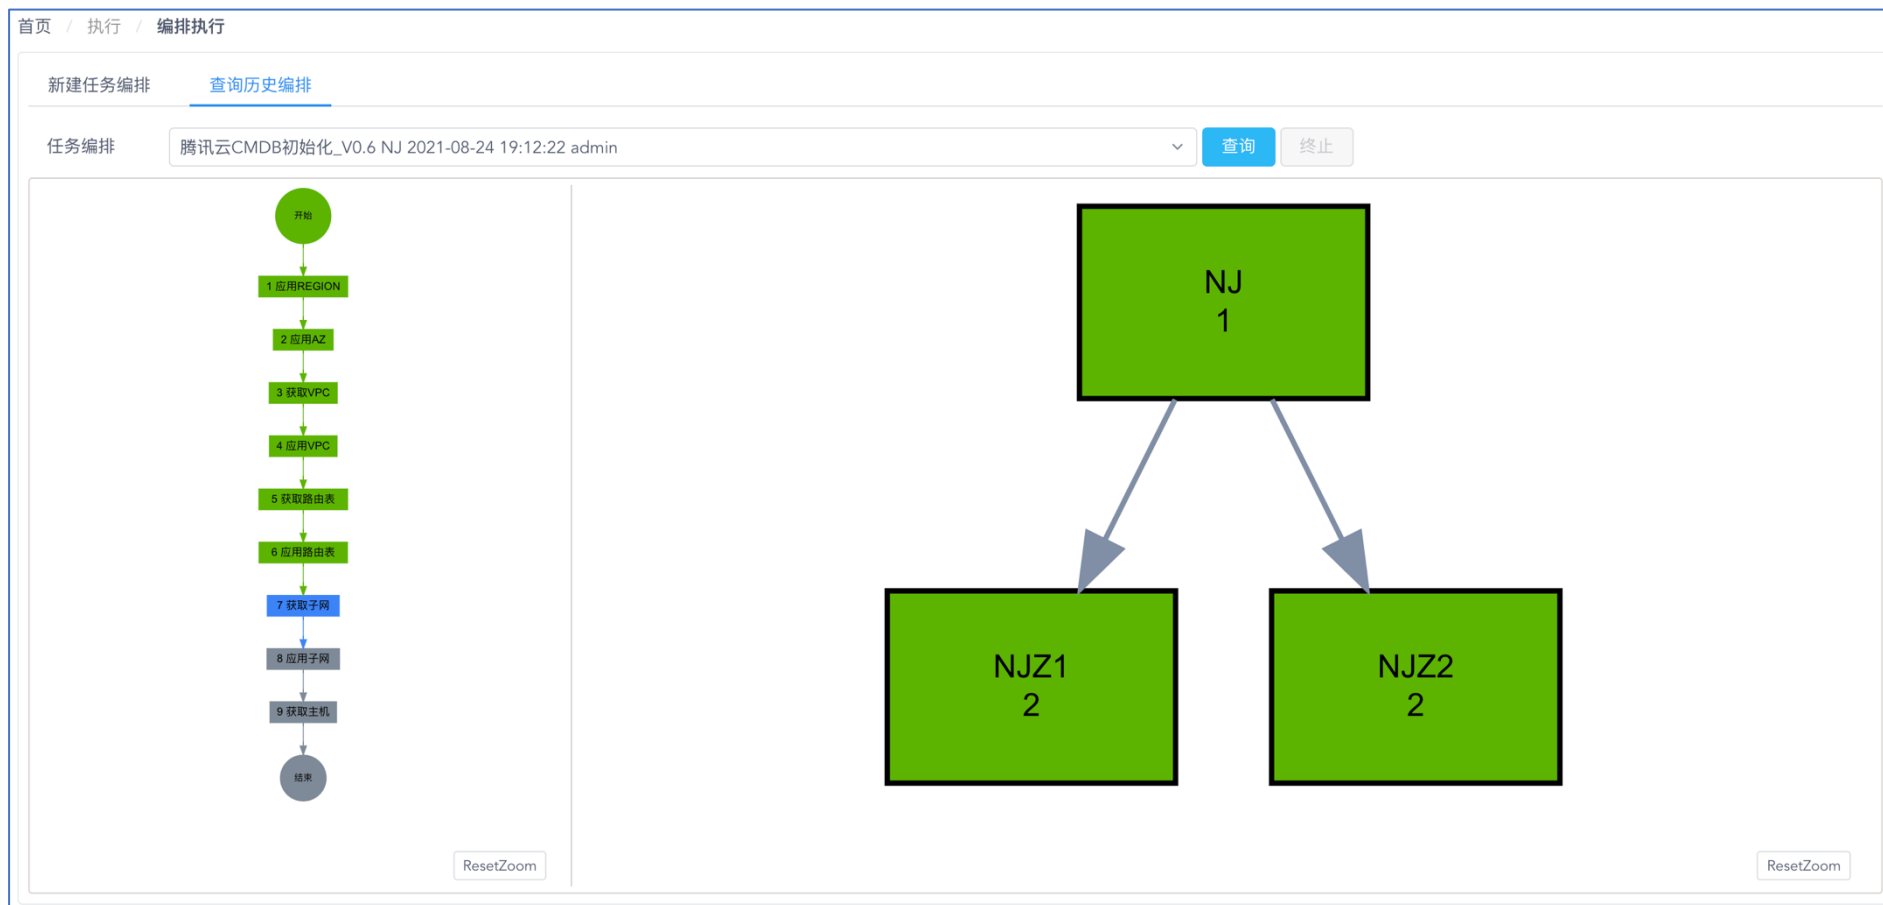 首页 / 执行 / 编排执行
新建任务编排 查询历史编排
任务编排 腾讯云CMDB初始化_V0.6 NJ 2021-08-24 19:12:22 admin 查询 终止
开始
1 应用REGION
2 应用AZ
3 获取VPC
4 应用VPC
5 获取路由表
6 应用路由表
7 获取子网
8 应用子网
9 获取主机
结束
ResetZoom
NJ
1
NJZ1
2
NJZ2
2
ResetZoom